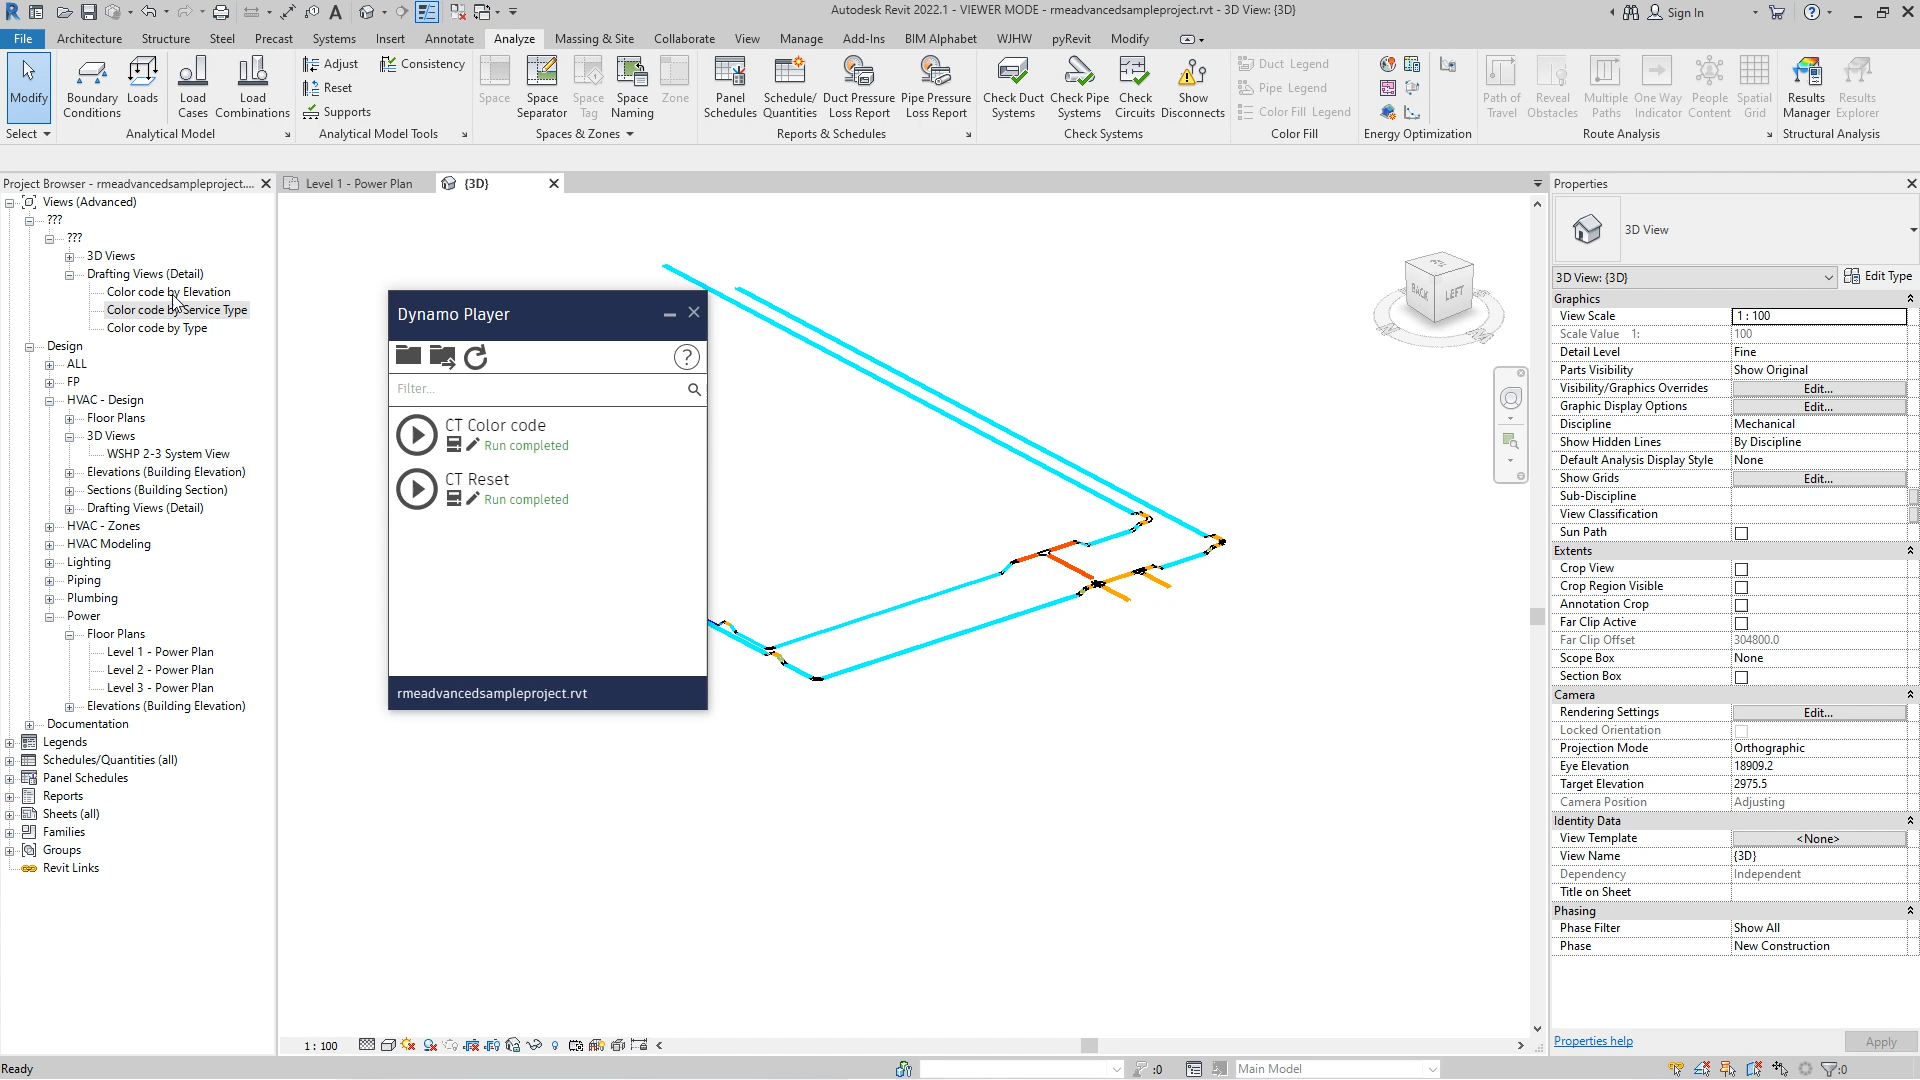 Autodesk Revit 2022.1 - VIEWER MODE - rmeadvancedsampleproject.rvt - 3D View: {3D}
Sign In
File Architecture Structure Steel Precast Systems Insert Annotate Analyze Massing & Site Collaborate View Manage Add-Ins BIM Alphabet WJHW pyRevit Modify
Modify
Boundary Conditions
Loads
Load Cases
Load Combinations
Adjust
Reset
Supports
Consistency
Space
Space Separator
Space Tag
Space Naming
Zone
Panel Schedules
Schedule/ Quantities
Duct Pressure Loss Report
Pipe Pressure Loss Report
Check Duct Systems
Check Pipe Systems
Check Circuits
Show Disconnects
Duct Legend
Pipe Legend
Color Fill Legend
Path of Travel
Reveal Obstacles
Multiple Paths
One Way Indicator
People Content
Spatial Grid
Results Manager
Results Explorer
Select
Analytical Model
Analytical Model Tools
Spaces & Zones
Reports & Schedules
Check Systems
Color Fill
Energy Optimization
Route Analysis
Structural Analysis
Project Browser - rmeadvancedsampleproject....
Views (Advanced)
???
???
3D Views
Drafting Views (Detail)
Color code by Elevation
Color code by Service Type
Color code by Type
Design
ALL
FP
HVAC - Design
Floor Plans
3D Views
WSHP 2-3 System View
Elevations (Building Elevation)
Sections (Building Section)
Drafting Views (Detail)
HVAC - Zones
HVAC Modeling
Lighting
Piping
Plumbing
Power
Floor Plans
Level 1 - Power Plan
Level 2 - Power Plan
Level 3 - Power Plan
Elevations (Building Elevation)
Documentation
Legends
Schedules/Quantities (all)
Panel Schedules
Reports
Sheets (all)
Families
Groups
Revit Links
Level 1 - Power Plan
{3D}
Dynamo Player
?
Filter...
CT Color code
Run completed
CT Reset
Run completed
rmeadvancedsampleproject.rvt
BACK
LEFT
1 : 100
Properties
3D View
3D View: {3D}
Edit Type
Graphics
View Scale 1 : 100
Scale Value 1: 100
Detail Level Fine
Parts Visibility Show Original
Visibility/Graphics Overrides Edit...
Graphic Display Options Edit...
Discipline Mechanical
Show Hidden Lines By Discipline
Default Analysis Display Style None
Show Grids Edit...
Sub-Discipline
View Classification
Sun Path
Extents
Crop View
Crop Region Visible
Annotation Crop
Far Clip Active
Far Clip Offset 304800.0
Scope Box None
Section Box
Camera
Rendering Settings Edit...
Locked Orientation
Projection Mode Orthographic
Eye Elevation 18909.2
Target Elevation 2975.5
Camera Position Adjusting
Identity Data
View Template <None>
View Name {3D}
Dependency Independent
Title on Sheet
Phasing
Phase Filter Show All
Phase New Construction
Properties help
Apply
Ready
:0
Main Model
:0